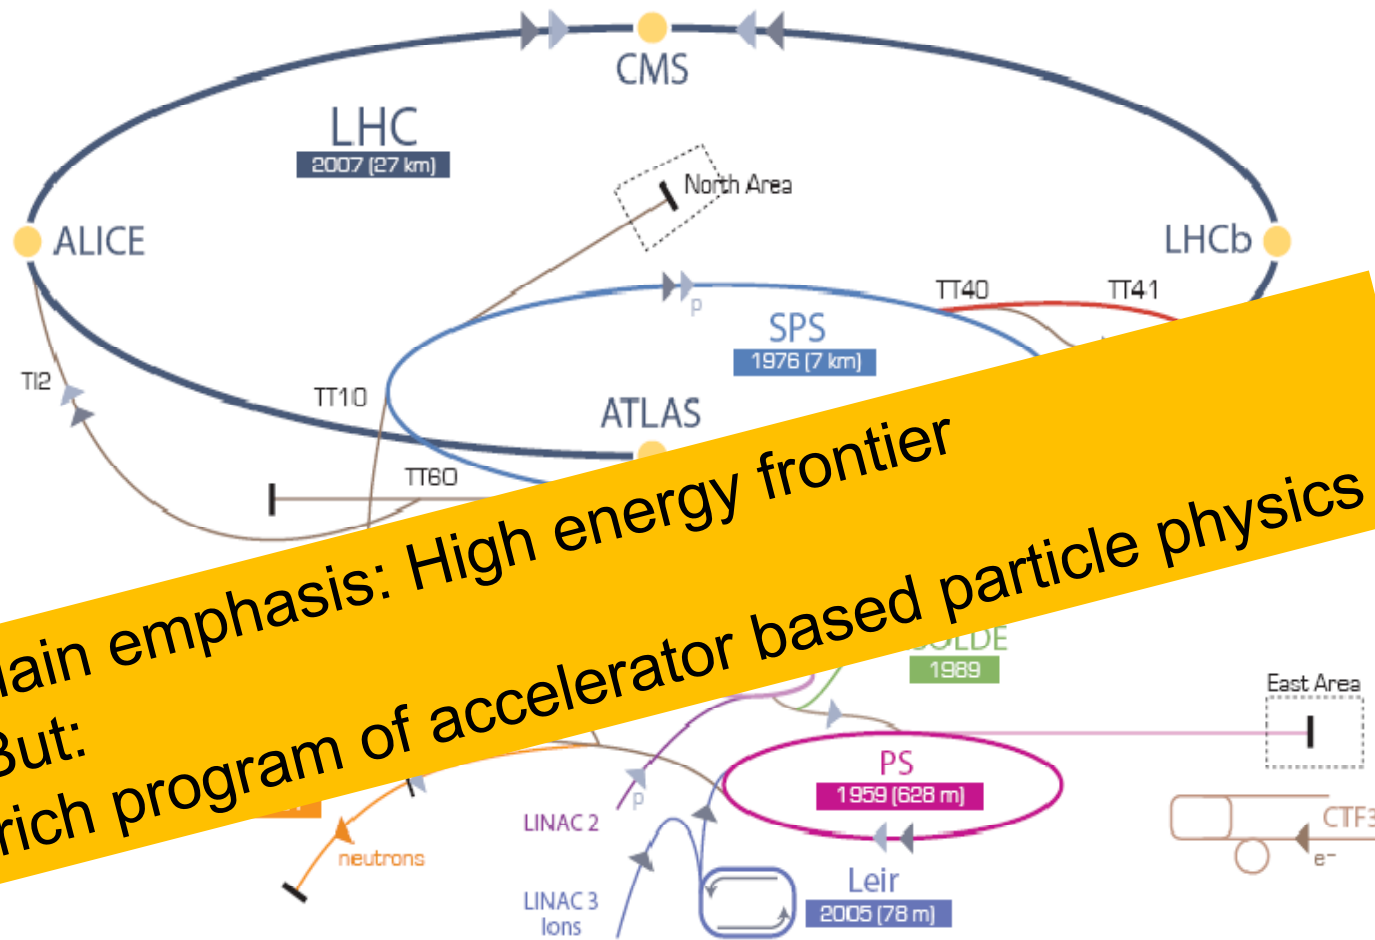 CMS
LHC
2007 (27 km)
North Area
ALICE
LHCb
TT40
TT41
p
SPS
1976 (7 km)
TI2
TT10
ATLAS
TT60
ain emphasis: High energy frontier
But:
rich program of accelerator based particle physics
OLDE
1989
East Area
PS
1959 (628 m)
p
LINAC 2
CTF3
neutrons
e-
Leir
2005 (78 m)
LINAC 3
Ions